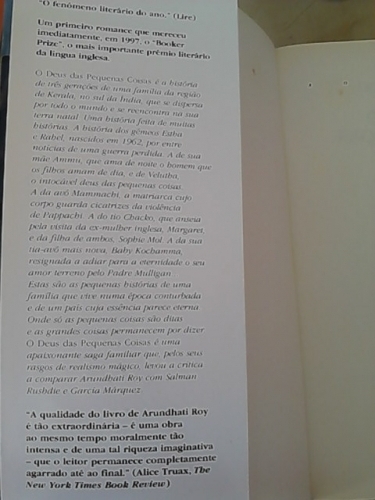 "O fenómeno literário do ano." (Lire)
Um primeiro romance que mereceu
imediatamente, em 1997, o "Booker
Prize", o mais importante prémio literário
da língua inglesa.
O Deus das Pequenas Coisas é a história
de três gerações de uma família da região
de Kerala, no sul da Índia, que se dispersa
por todo o mundo e se reencontra na sua
terra natal. Uma história feita de muitas
histórias. A história dos gémeos Estha
e Rahel, nascidos em 1962, por entre
notícias de uma guerra perdida. A de sua
mãe Ammu, que ama de noite o homem que
os filhos amam de dia, e de Velutha,
o intocável deus das pequenas coisas.
A da avó Mammachi, a matriarca cujo
corpo guarda cicatrizes da violência
de Pappachi. A do tio Chacko, que anseia
pela visita da ex-mulher inglesa, Margaret,
e da filha de ambos, Sophie Mol. A da sua
tia-avó mais nova, Baby Kochamma,
resignada a adiar para a eternidade o seu
amor terreno pelo Padre Mulligan.
Estas são as pequenas histórias de uma
família que vive numa época conturbada
e de um país cuja essência parece eterna.
Onde só as pequenas coisas são ditas
e as grandes coisas permanecem por dizer.
O Deus das Pequenas Coisas é uma
apaixonante saga familiar que, pelos seus
rasgos de realismo mágico, levou a crítica
a comparar Arundhati Roy com Salman
Rushdie e García Márquez.
"A qualidade do livro de Arundhati Roy
é tão extraordinária – é uma obra
ao mesmo tempo moralmente tão
intensa e de uma tal riqueza imaginativa
– que o leitor permanece completamente
agarrado até ao final." (Alice Truax, The
New York Times Book Review)